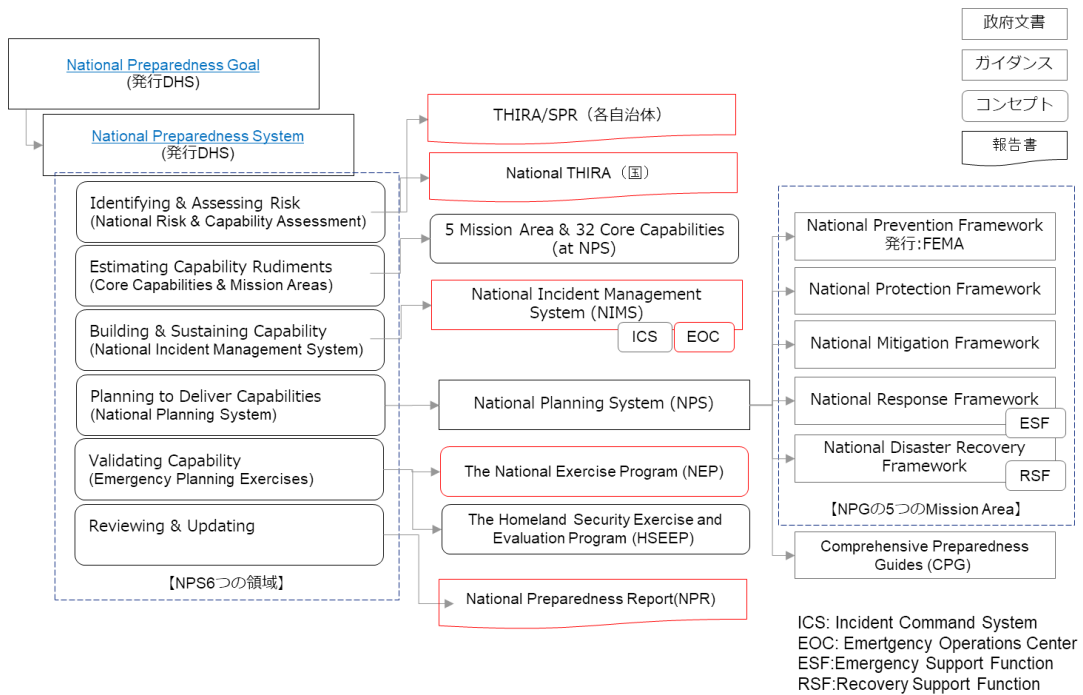 政府文書
ガイダンス
コンセプト
報告書
National Preparedness Goal
(発行DHS)
National Preparedness System
(発行DHS)
Identifying & Assessing Risk
(National Risk & Capability Assessment)
Estimating Capability Rudiments
(Core Capabilities & Mission Areas)
Building & Sustaining Capability
(National Incident Management System)
Planning to Deliver Capabilities
(National Planning System)
Validating Capability
(Emergency Planning Exercises)
Reviewing & Updating
【NPS6つの領域】
THIRA/SPR（各自治体）
National THIRA（国）
5 Mission Area & 32 Core Capabilities
(at NPS)
National Incident Management
System (NIMS)
ICS
EOC
National Planning System (NPS)
The National Exercise Program (NEP)
The Homeland Security Exercise and
Evaluation Program (HSEEP)
National Preparedness Report(NPR)
National Prevention Framework
発行:FEMA
National Protection Framework
National Mitigation Framework
National Response Framework
ESF
National Disaster Recovery
Framework
RSF
【NPGの5つのMission Area】
Comprehensive Preparedness
Guides (CPG)
ICS: Incident Command System
EOC: Emertgency Operations Center
ESF:Emergency Support Function
RSF:Recovery Support Function